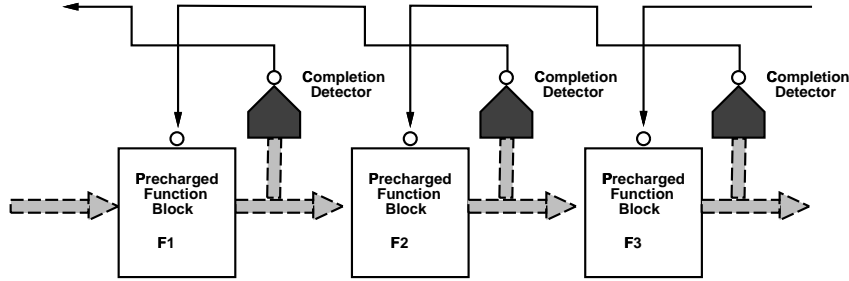 Completion
Detector
Completion
Detector
Completion
Detector
Precharged
Function
Block
F1
Precharged
Function
Block
F2
Precharged
Function
Block
F3